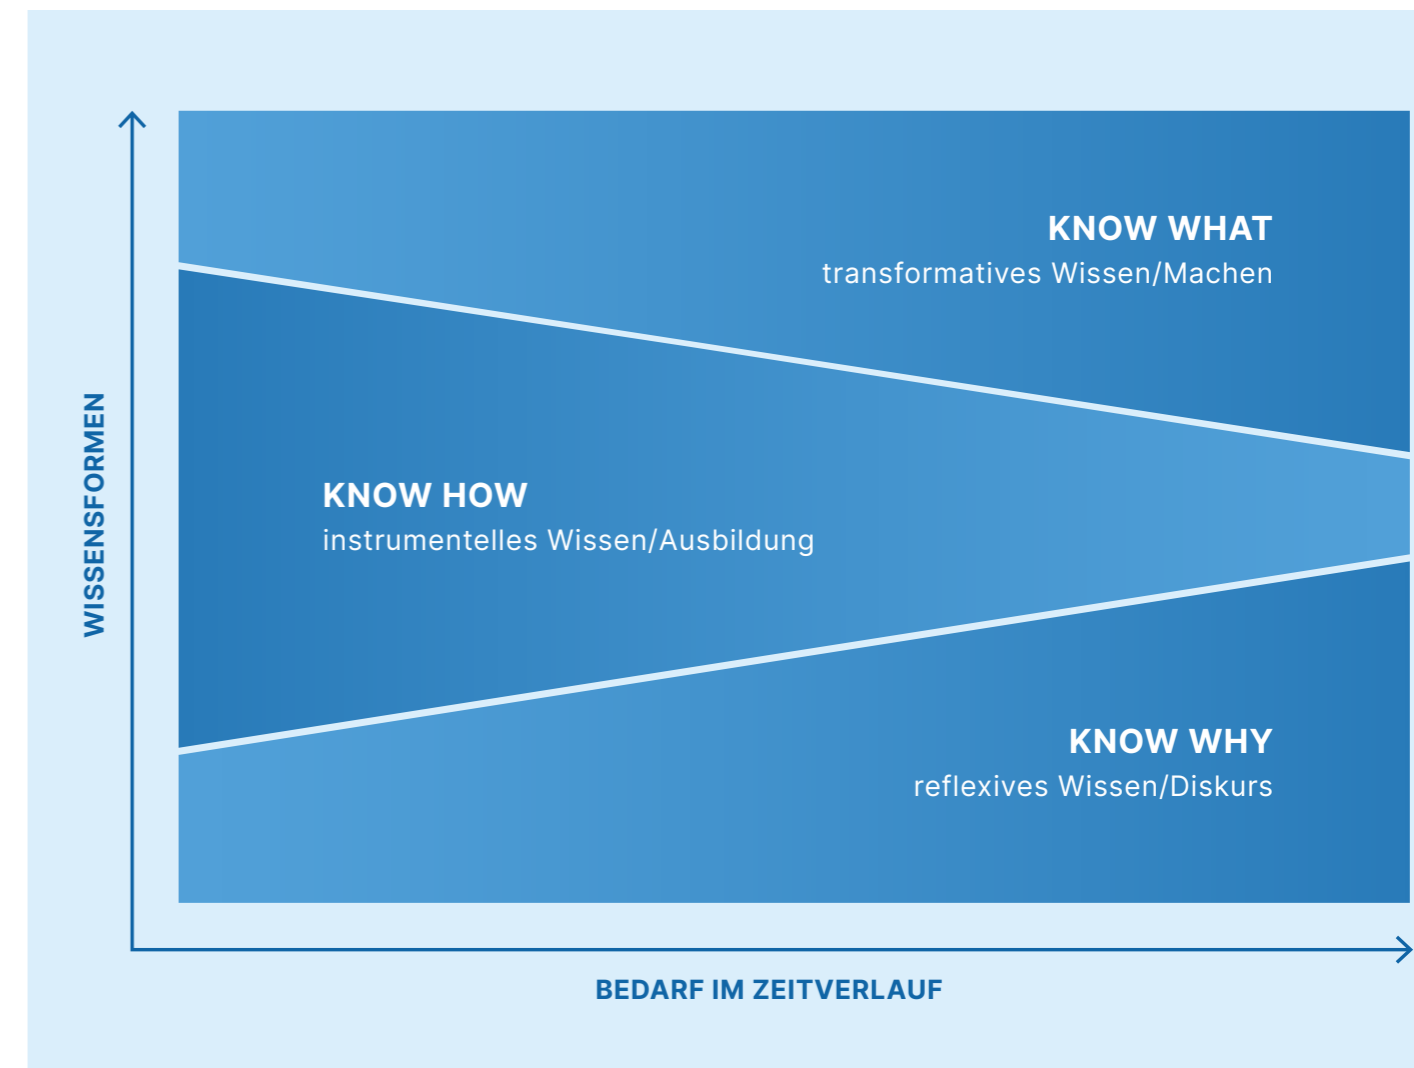 KNOW WHAT
transformatives Wissen/Machen
WISSENSFORMEN
KNOW HOW
instrumentelles Wissen/Ausbildung
KNOW WHY
reflexives Wissen/Diskurs
BEDARF IM ZEITVERLAUF